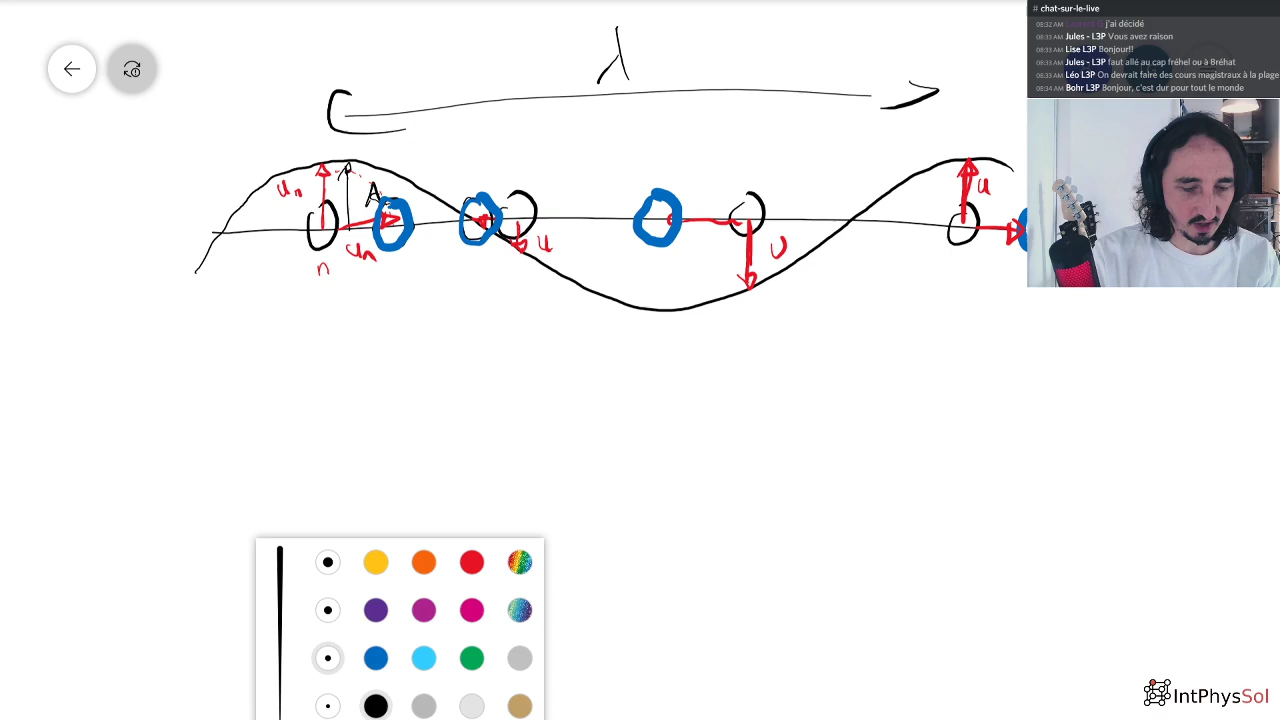 # chat-sur-le-live
08:32 AM Laurent G j'ai décidé
08:33 AM Jules - L3P Vous avez raison
08:33 AM Lise L3P Bonjour!!
08:33 AM Jules - L3P faut allé au cap fréhel ou à Bréhat
08:33 AM Léo L3P On devrait faire des cours magistraux à la plage
08:34 AM Bohr L3P Bonjour, c'est dur pour tout le monde
λ
un
A
un
n
u
U
u
IntPhysSol